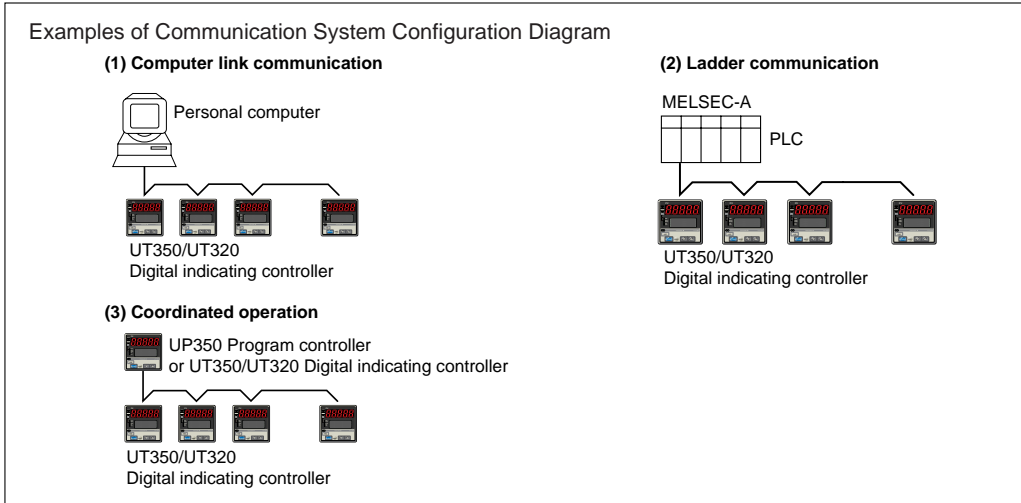 Examples of Communication System Configuration Diagram
(1) Computer link communication
Personal computer
UT350/UT320
Digital indicating controller
(2) Ladder communication
MELSEC-A
PLC
UT350/UT320
Digital indicating controller
(3) Coordinated operation
UP350 Program controller
or UT350/UT320 Digital indicating controller
UT350/UT320
Digital indicating controller